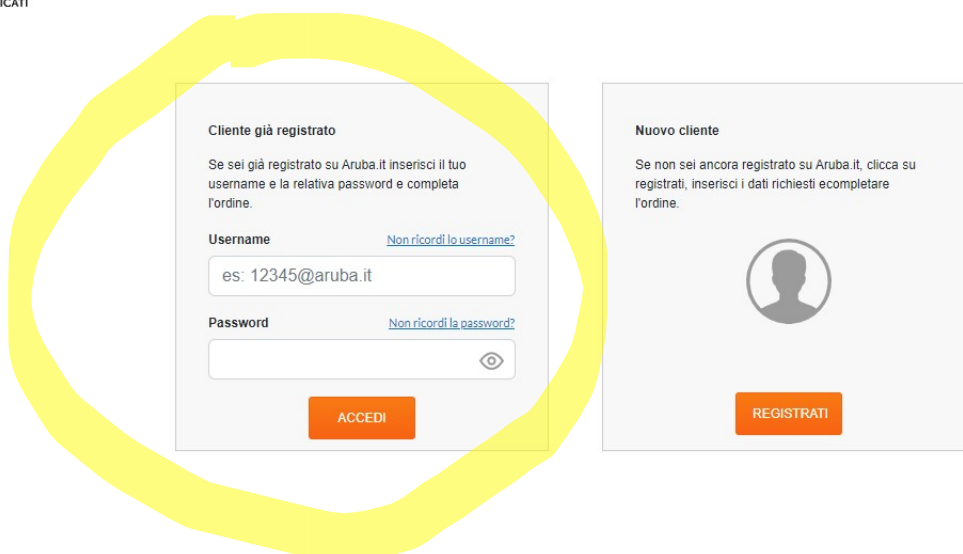 ICATI
Cliente già registrato
Se sei già registrato su Aruba.it inserisci il tuo
username e la relativa password e completa
l'ordine.
Username Non ricordi lo username?
es: 12345@aruba.it
Password Non ricordi la password?
ACCEDI
Nuovo cliente
Se non sei ancora registrato su Aruba.it, clicca su
registrati, inserisci i dati richiesti ecompletare
l'ordine.
REGISTRATI